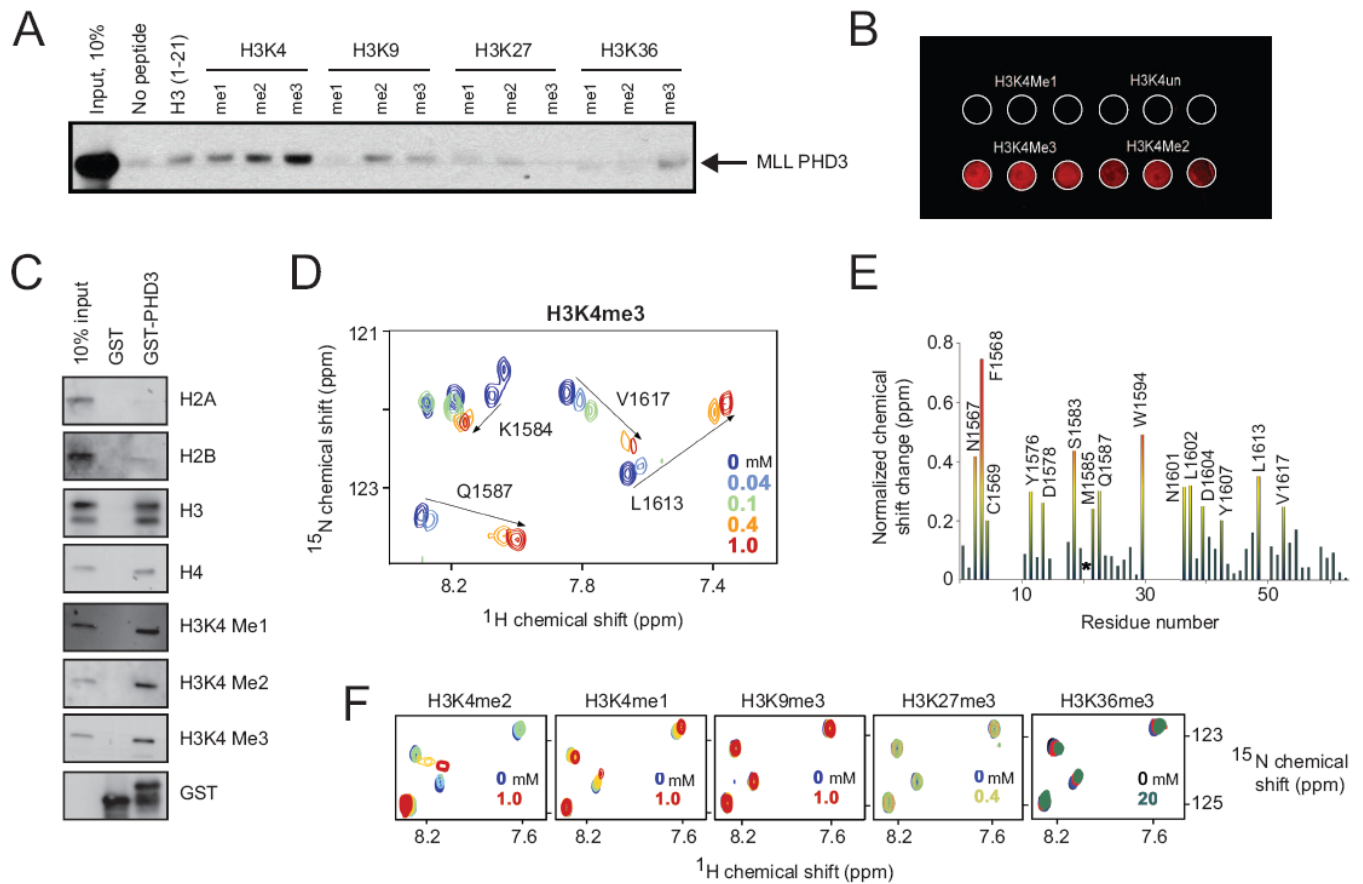 A
Input, 10%
No peptide
H3 (1-21)
H3K4
H3K9
H3K27
H3K36
me1
me2
me3
me1
me2
me3
me1
me2
me3
me1
me2
me3
MLL PHD3
B
H3K4Me1
H3K4un
H3K4Me3
H3K4Me2
C
10% input
GST
GST-PHD3
H2A
H2B
H3
H4
H3K4 Me1
H3K4 Me2
H3K4 Me3
GST
D
H3K4me3
15N chemical shift (ppm)
121
123
K1584
V1617
Q1587
L1613
0 mM
0.04
0.1
0.4
1.0
8.2
7.8
7.4
1H chemical shift (ppm)
E
Normalized chemical
shift change (ppm)
0.8
0.6
0.4
0.2
0
N1567
F1568
C1569
Y1576
D1578
S1583
M1585
Q1587
W1594
N1601
L1602
D1604
Y1607
L1613
V1617
*
10
30
50
Residue number
F
H3K4me2
H3K4me1
H3K9me3
H3K27me3
H3K36me3
0 mM
1.0
0 mM
1.0
0 mM
1.0
0 mM
0.4
0 mM
20
123
125
15N chemical
shift (ppm)
8.2
7.6
8.2
7.6
8.2
7.6
8.2
7.6
8.2
7.6
1H chemical shift (ppm)